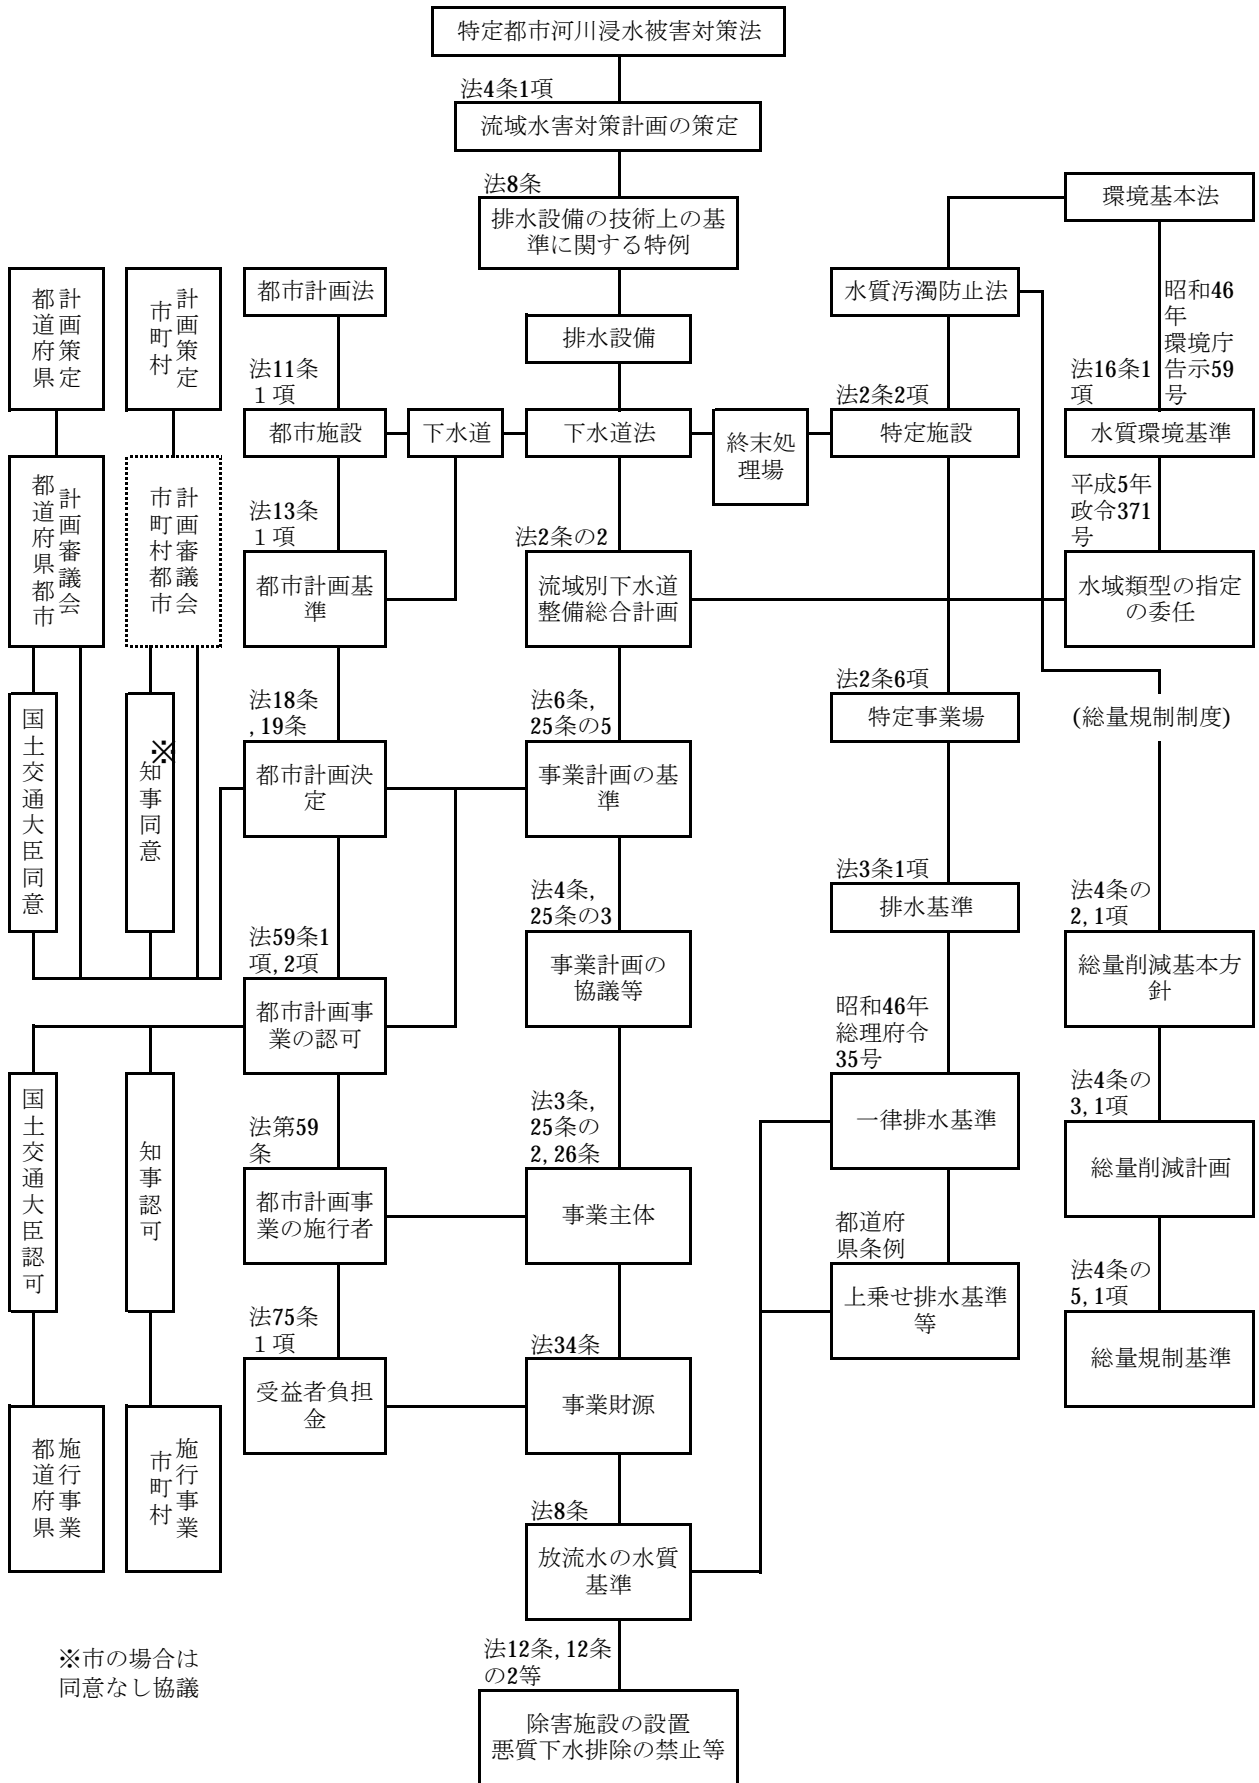 特定都市河川浸水被害対策法
法4条1項
流域水害対策計画の策定
法8条
排水設備の技術上の基
準に関する特例
排水設備
環境基本法
水質汚濁防止法
昭和46
年
環境庁
告示59
号
法16条1
項
水質環境基準
平成5年
政令371
号
水域類型の指定
の委任
計画策定
都道府県
計画策定
市町村
計画審議会
都道府県都市
計画審議会
市町村都市
国土交通大臣同意
※
知事同意
国土交通大臣認可
知事認可
施行事業
都道府県
施行事業
市町村
都市計画法
法11条
1項
都市施設
下水道
下水道法
終末処
理場
法2条2項
特定施設
法13条
1項
都市計画基
準
法2条の2
流域別下水道
整備総合計画
法18条
,19条
都市計画決
定
法6条,
25条の5
事業計画の基
準
法2条6項
特定事業場
(総量規制制度)
法59条1
項,2項
都市計画事
業の認可
法4条,
25条の3
事業計画の
協議等
法3条1項
排水基準
法4条の
2,1項
総量削減基本方
針
昭和46年
総理府令
35号
一律排水基準
法4条の
3,1項
総量削減計画
法第59
条
都市計画事
業の施行者
法3条,
25条の
2,26条
事業主体
都道府
県条例
上乗せ排水基準
等
法4条の
5,1項
総量規制基準
法75条
1項
受益者負担
金
法34条
事業財源
法8条
放流水の水質
基準
法12条,12条
の2等
除害施設の設置
悪質下水排除の禁止等
※市の場合は
同意なし協議